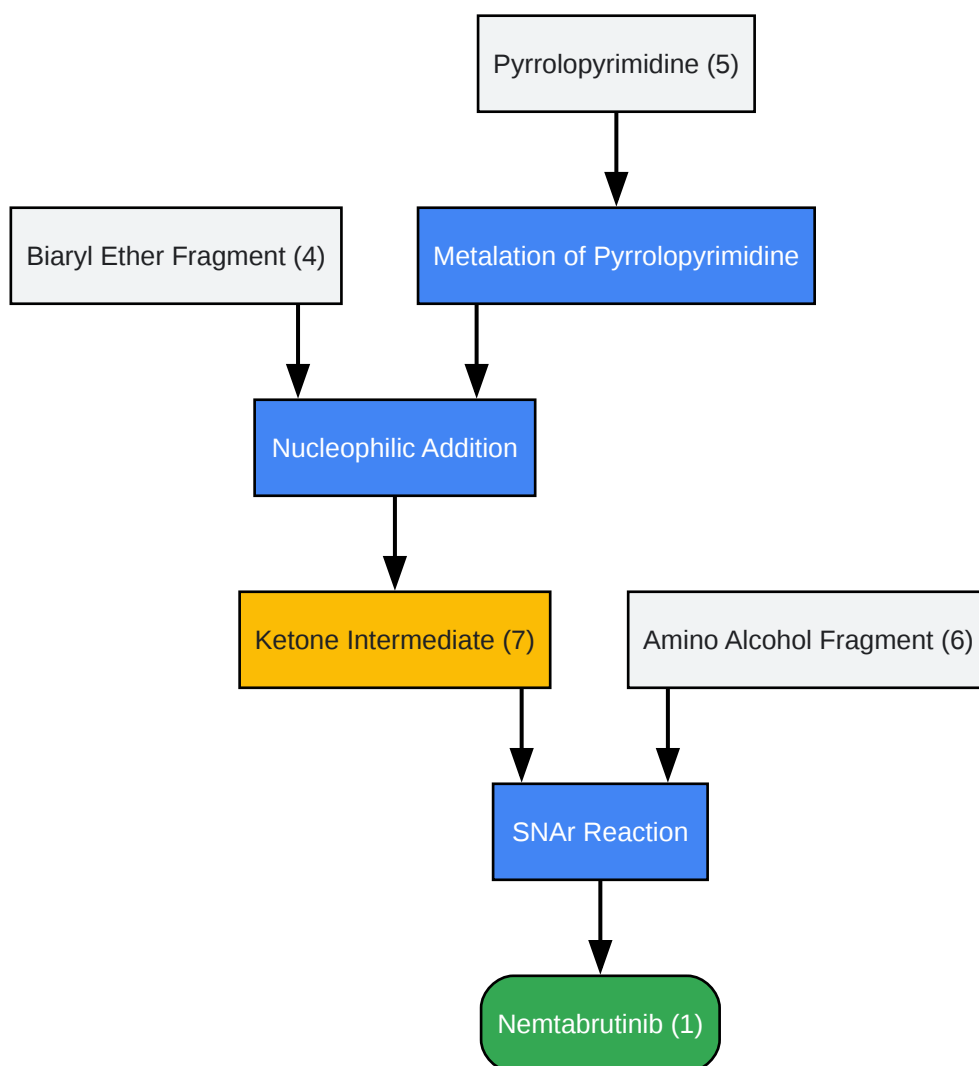 Pyrrolopyrimidine (5)
Biaryl Ether Fragment (4)
Metalation of Pyrrolopyrimidine
Nucleophilic Addition
Ketone Intermediate (7)
Amino Alcohol Fragment (6)
SNAr Reaction
Nemtabrutinib (1)